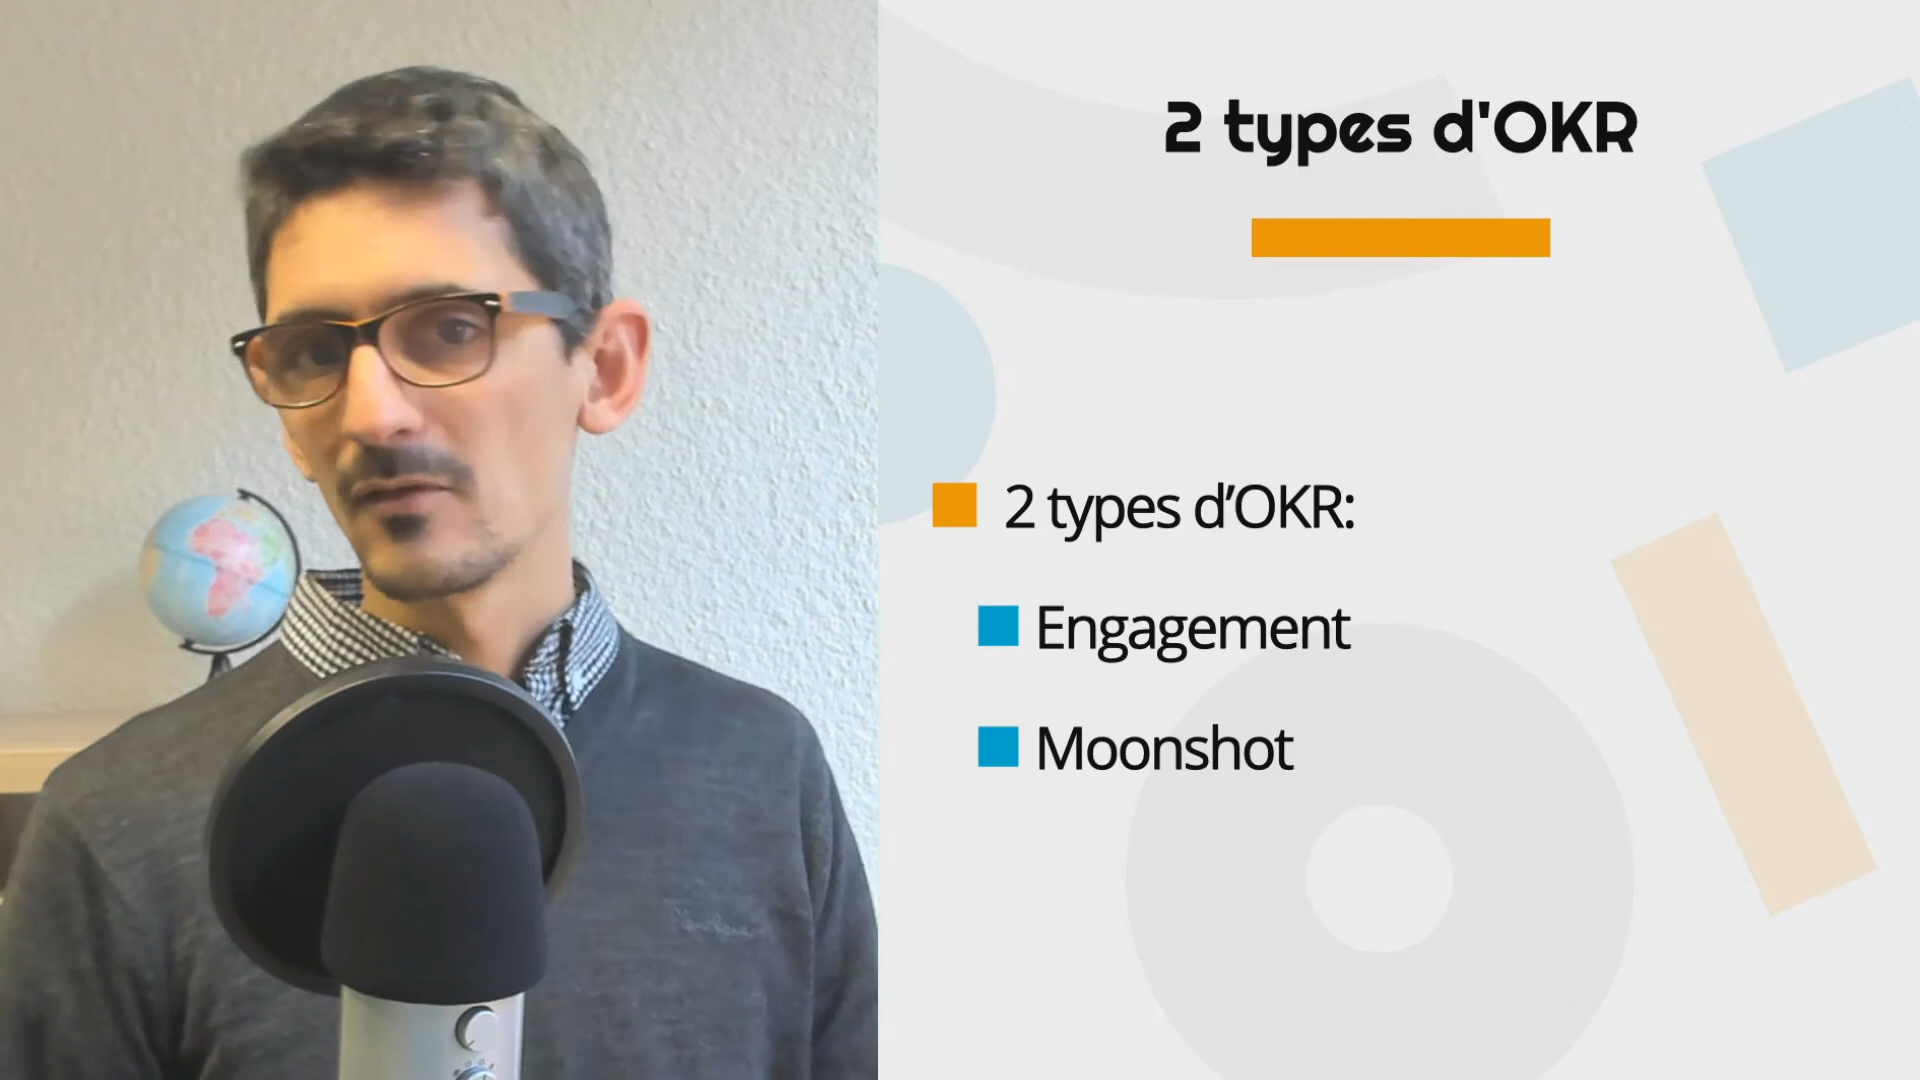 2 types d'OKR
2 types d’OKR:
Engagement
Moonshot